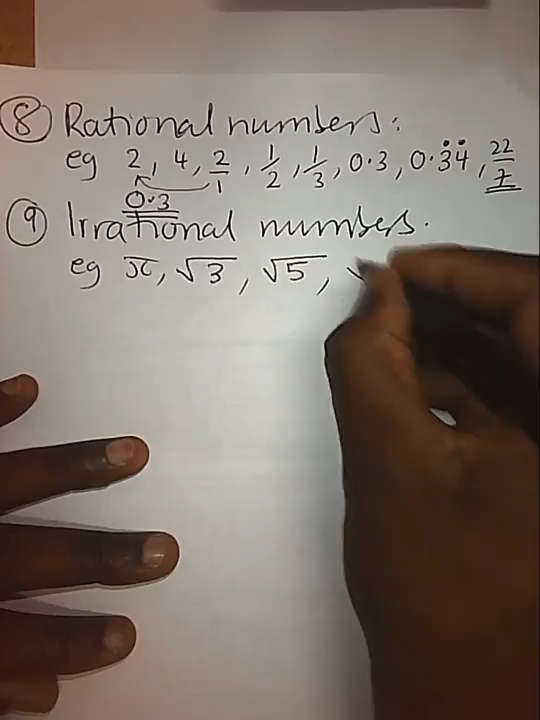 ⑧ Rational numbers:
eg 2, 4, 2/1, 1/2, 1/3, 0.3, 0.3̇4̇, 22/7
0.3
⑨ Irrational numbers.
eg π, √3, √5, √